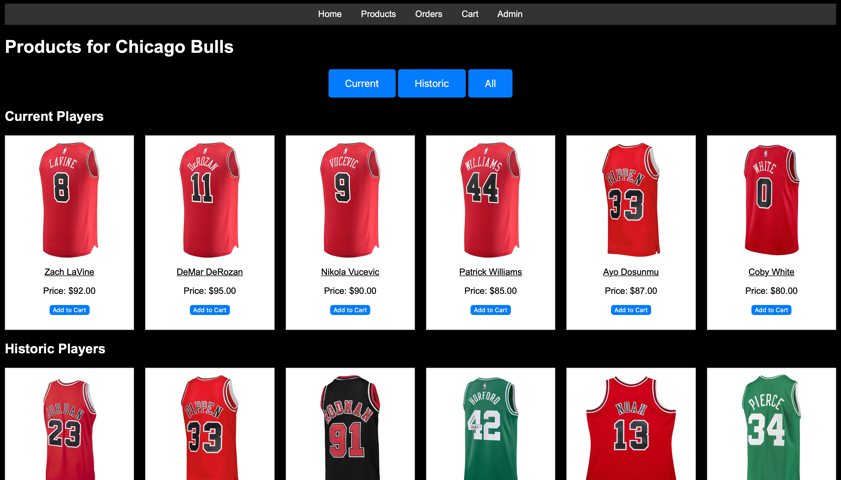 Home Products Orders Cart Admin
Products for Chicago Bulls
Current Historic All
Current Players
LAVINE DeROZAN VUCEVIC WILLIAMS PIPPEN WHITE
8 11 9 44 33 0
Zach LaVine DeMar DeRozan Nikola Vucevic Patrick Williams Ayo Dosunmu Coby White
Price: $92.00 Price: $95.00 Price: $90.00 Price: $85.00 Price: $87.00 Price: $80.00
Add to Cart Add to Cart Add to Cart Add to Cart Add to Cart Add to Cart
Historic Players
JORDAN PIPPEN RODMAN HORFORD NOAH PIERCE
23 33 91 42 13 34